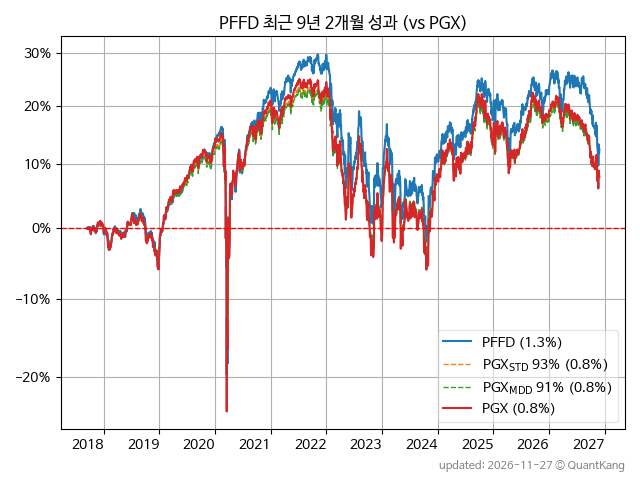 PFFD 최근 9년 2개월 성과 (vs PGX)
30%
20%
10%
0%
−10%
−20%
PFFD (1.3%)
PGX_STD 93% (0.8%)
PGX_MDD 91% (0.8%)
PGX (0.8%)
2018 2019 2020 2021 2022 2023 2024 2025 2026 2027
updated: 2026-11-27 © QuantKang